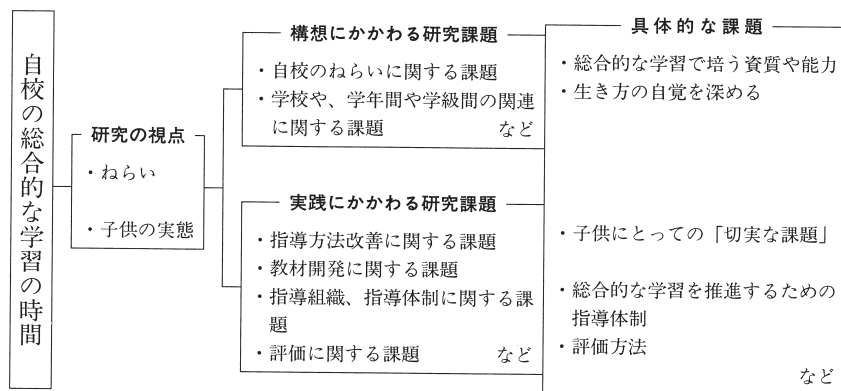 自校の総合的な学習の時間
研究の視点
・ねらい
・子供の実態
構想にかかわる研究課題
・自校のねらいに関する課題
・学校や、学年間や学級間の関連
に関する課題　　など
実践にかかわる研究課題
・指導方法改善に関する課題
・教材開発に関する課題
・指導組織、指導体制に関する課
題
・評価に関する課題　　など
具体的な課題
・総合的な学習で培う資質や能力
・生き方の自覚を深める
・子供にとっての「切実な課題」
・総合的な学習を推進するための
指導体制
・評価方法
など